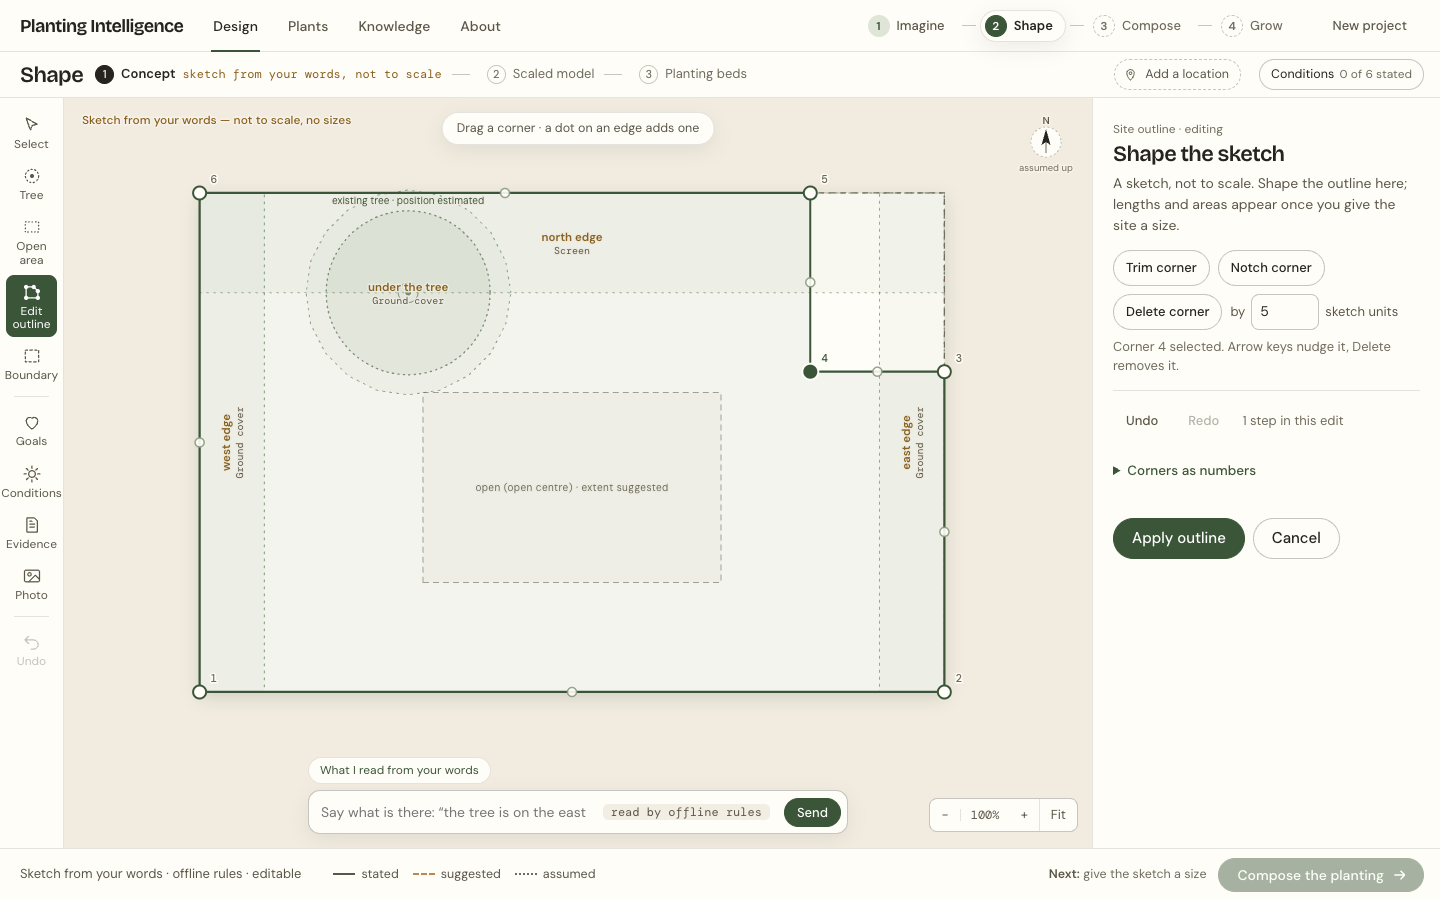 Planting Intelligence
Design
Plants
Knowledge
About
1 Imagine
2 Shape
3 Compose
4 Grow
New project
Shape
1 Concept sketch from your words, not to scale
2 Scaled model
3 Planting beds
Add a location
Conditions 0 of 6 stated
Select
Tree
Open
area
Edit
outline
Boundary
Goals
Conditions
Evidence
Photo
Undo
Sketch from your words — not to scale, no sizes
Drag a corner · a dot on an edge adds one
N
assumed up
6
5
existing tree · position estimated
north edge
Screen
under the tree
Ground cover
4
3
west edge
Ground cover
east edge
Ground cover
open (open centre) · extent suggested
1
2
What I read from your words
Say what is there: “the tree is on the east
read by offline rules
Send
− 100% + Fit
Site outline · editing
Shape the sketch
A sketch, not to scale. Shape the outline here;
lengths and areas appear once you give the
site a size.
Trim corner
Notch corner
Delete corner
by 5 sketch units
Corner 4 selected. Arrow keys nudge it, Delete
removes it.
Undo
Redo
1 step in this edit
Corners as numbers
Apply outline
Cancel
Sketch from your words · offline rules · editable
stated
suggested
assumed
Next: give the sketch a size
Compose the planting →